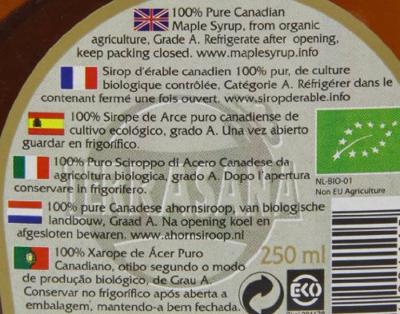 100% Pure Canadian
Maple Syrup, from organic
agriculture, Grade A. Refrigerate after opening,
keep packing closed. www.maplesyrup.info
Sirop d'érable canadien 100% pur, de culture
biologique contrôlée, Catégorie A. Réfrigérer dans le
contenant fermé une fois ouvert. www.siropderable.info
100% Sirope de Arce puro canadiense de
cultivo ecológico, grado A. Una vez abierto
guardar en frigorífico.
100% Puro Sciroppo di Acero Canadese da
agricoltura biologica, grado A. Dopo l'apertura
conservare in frigorifero.
100% pure Canadese ahornsiroop, van biologische
landbouw, Graad A. Na opening koel en
afgesloten bewaren. www.ahornsiroop.nl
100% Xarope de Ácer Puro
Canadiano, otibo segundo o modo
de produção biológico, de Grau A.
Conservar no frigorífico após aberta a
embalagem, mantendo-a bem fechada.
ASANA
NL-BIO-01
Non EU Agriculture
250 ml
EKO